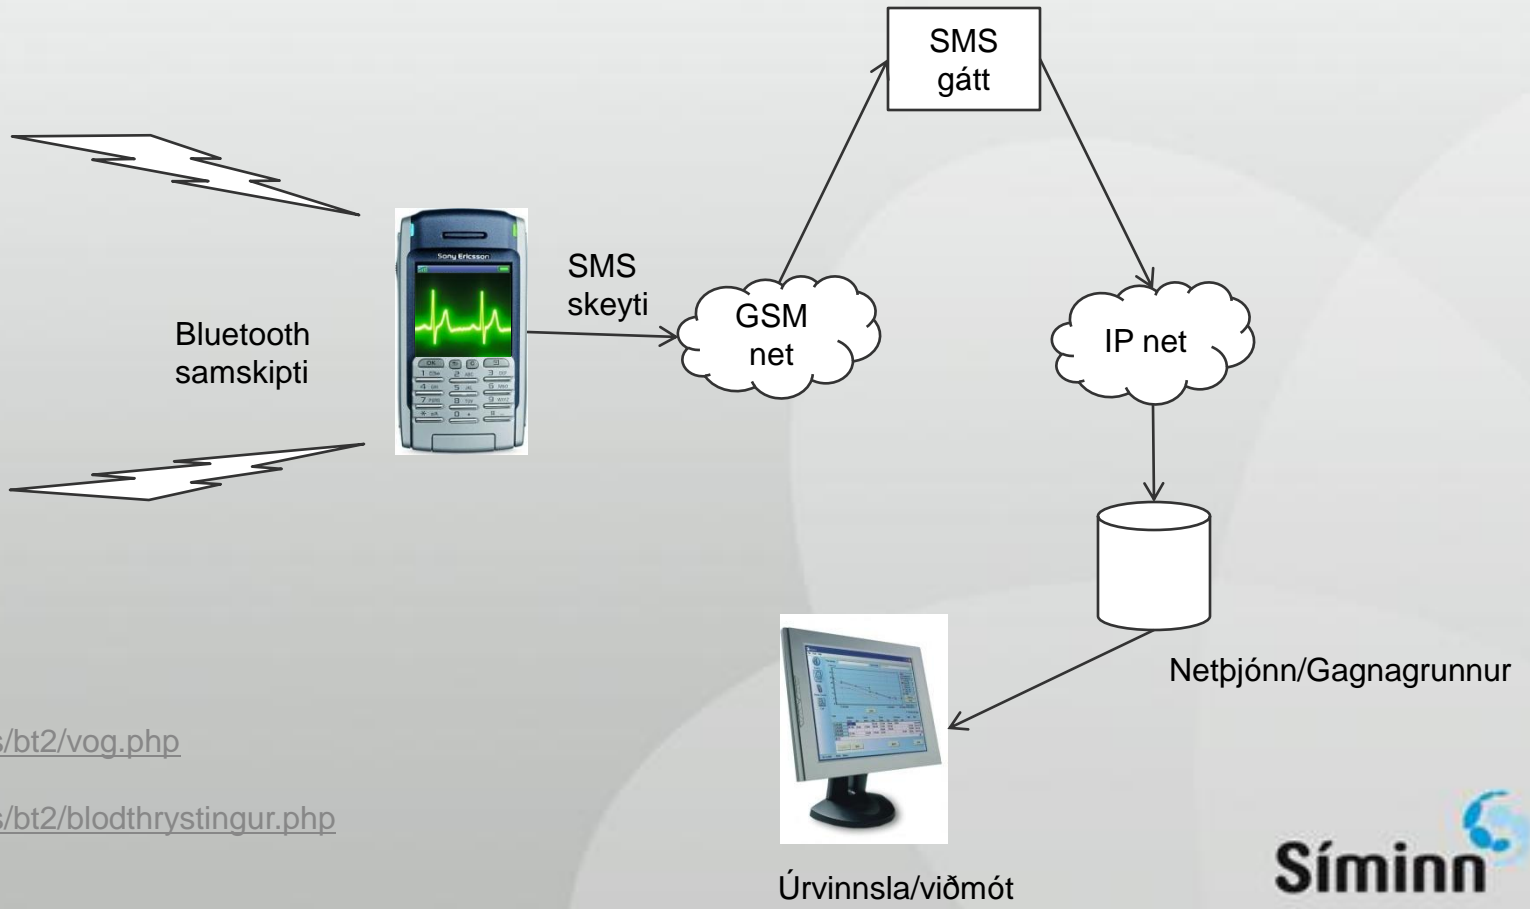 SMS
gátt
SMS
skeyti
GSM
net
IP net
Bluetooth
samskipti
Sony Ericsson
Netþjónn/Gagnagrunnur
s/bt2/vog.php
s/bt2/blodthrystingur.php
Úrvinnsla/viðmót
Síminn